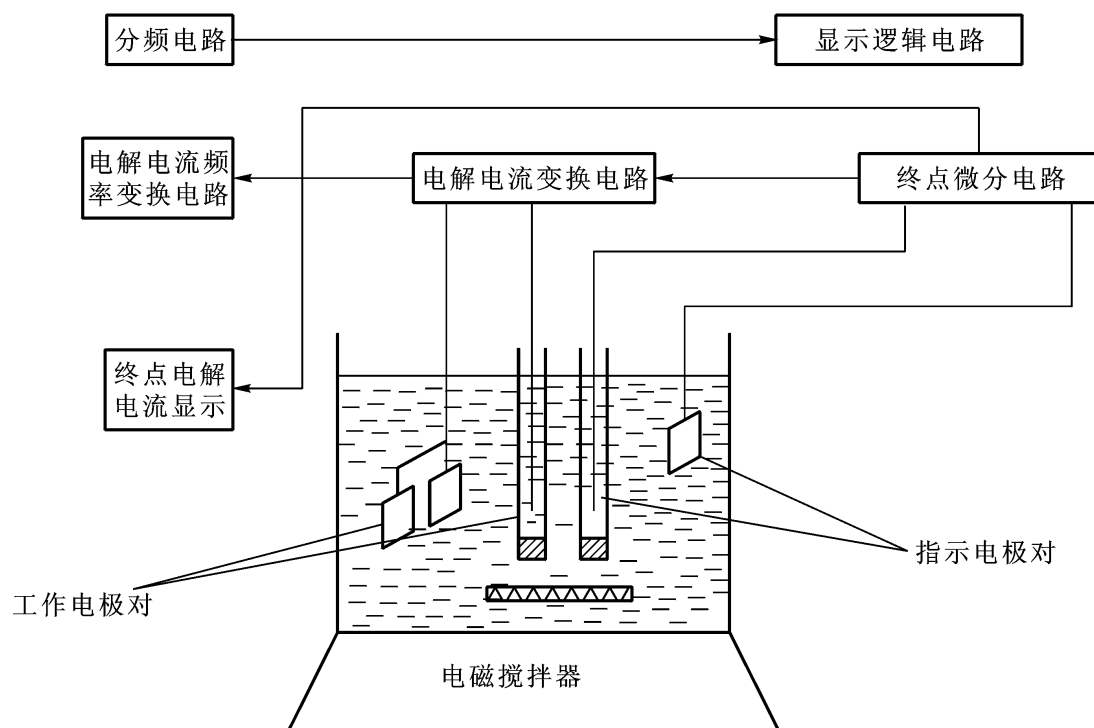 分频电路
显示逻辑电路
电解电流频
率变换电路
电解电流变换电路
终点微分电路
终点电解
电流显示
指示电极对
工作电极对
电磁搅拌器